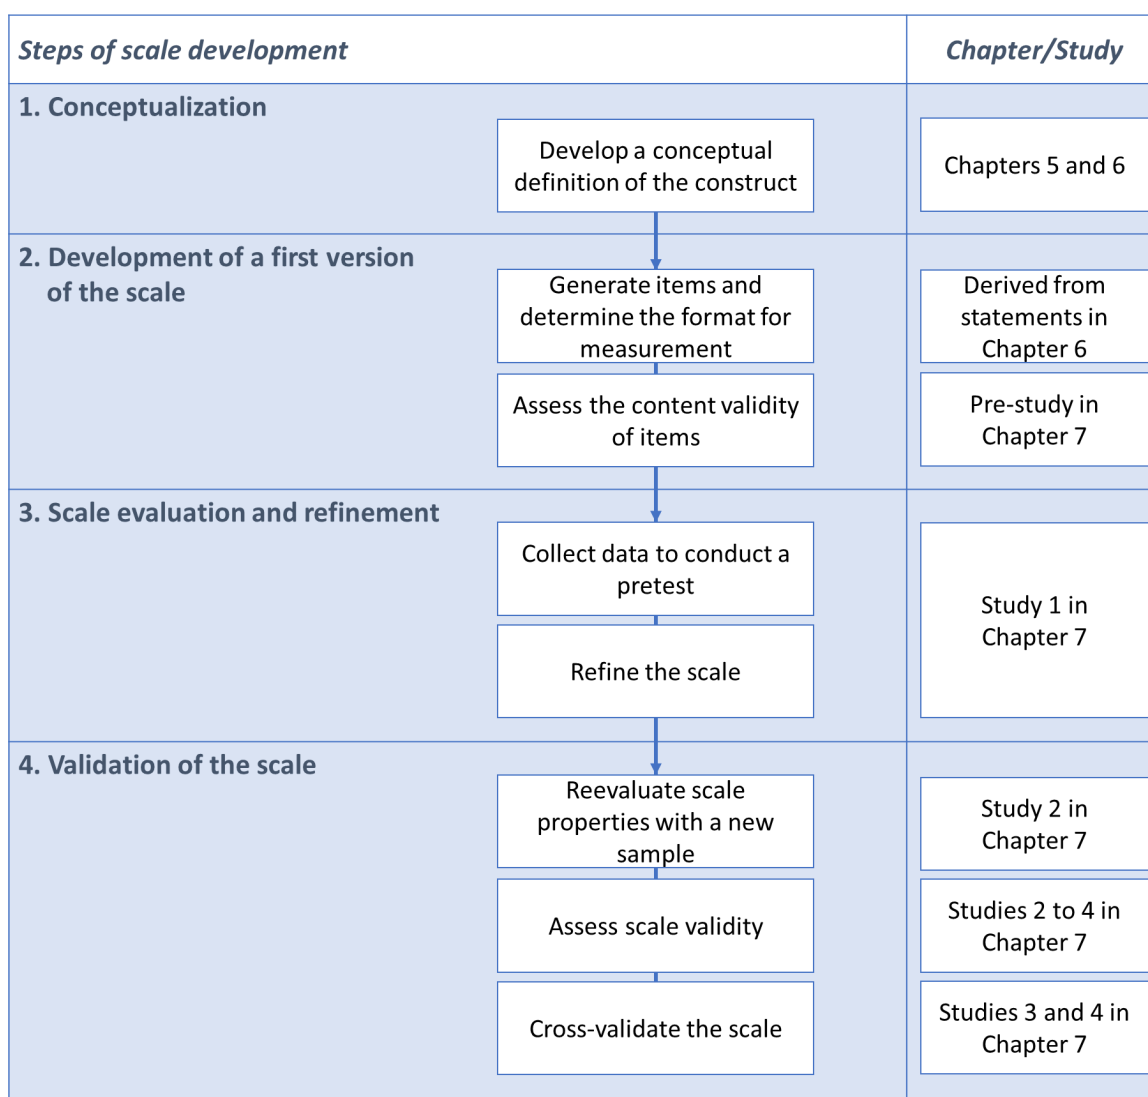 Steps of scale development
Chapter/Study
1. Conceptualization
Develop a conceptual
definition of the construct
Chapters 5 and 6
2. Development of a first version
of the scale
Generate items and
determine the format for
measurement
Derived from
statements in
Chapter 6
Assess the content validity
of items
Pre-study in
Chapter 7
3. Scale evaluation and refinement
Collect data to conduct a
pretest
Refine the scale
Study 1 in
Chapter 7
4. Validation of the scale
Reevaluate scale
properties with a new
sample
Study 2 in
Chapter 7
Assess scale validity
Studies 2 to 4 in
Chapter 7
Cross-validate the scale
Studies 3 and 4 in
Chapter 7